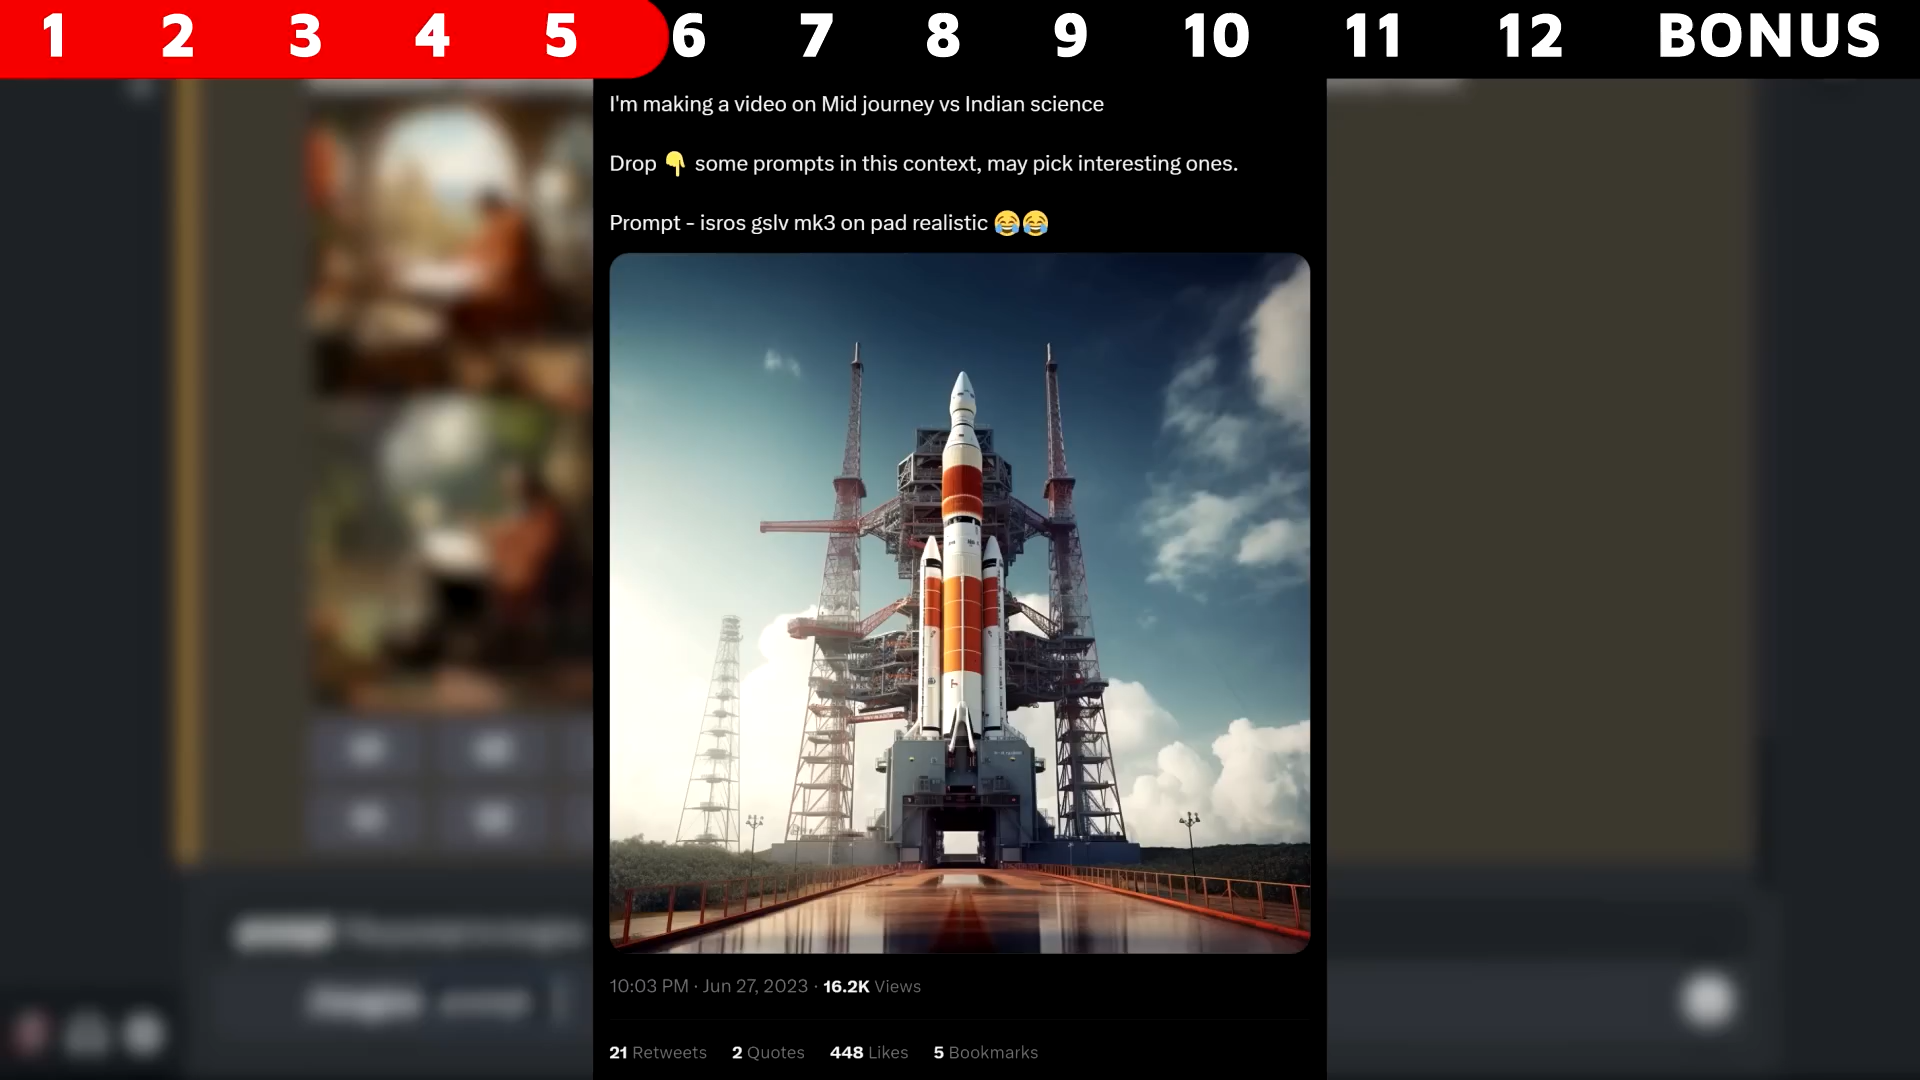 1 2 3 4 5 6 7 8 9 10 11 12 BONUS
I'm making a video on Mid journey vs Indian science
Drop 👇 some prompts in this context, may pick interesting ones.
Prompt - isros gslv mk3 on pad realistic 😂😂
10:03 PM · Jun 27, 2023 · 16.2K Views
21 Retweets 2 Quotes 448 Likes 5 Bookmarks